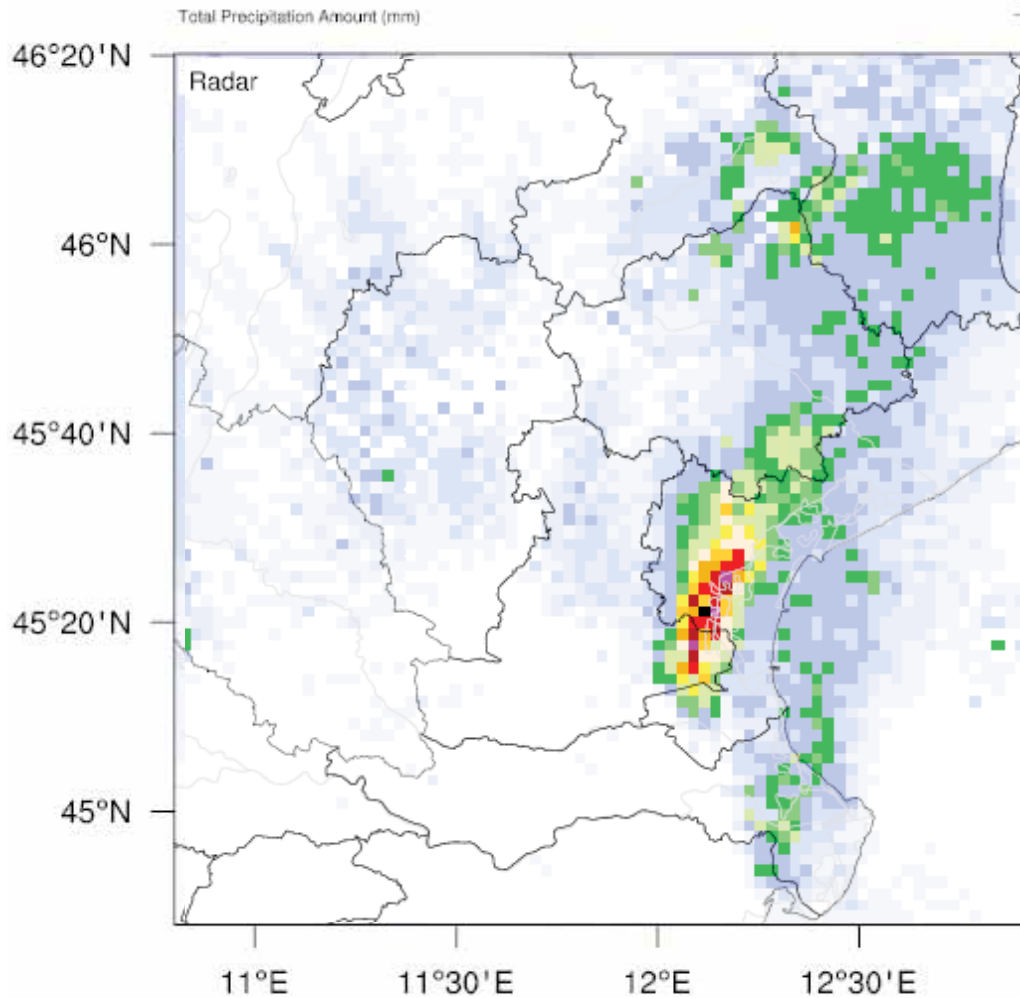 Total Precipitation Amount (mm)
46°20'N
Radar
46°N
45°40'N
45°20'N
45°N
11°E
11°30'E
12°E
12°30'E